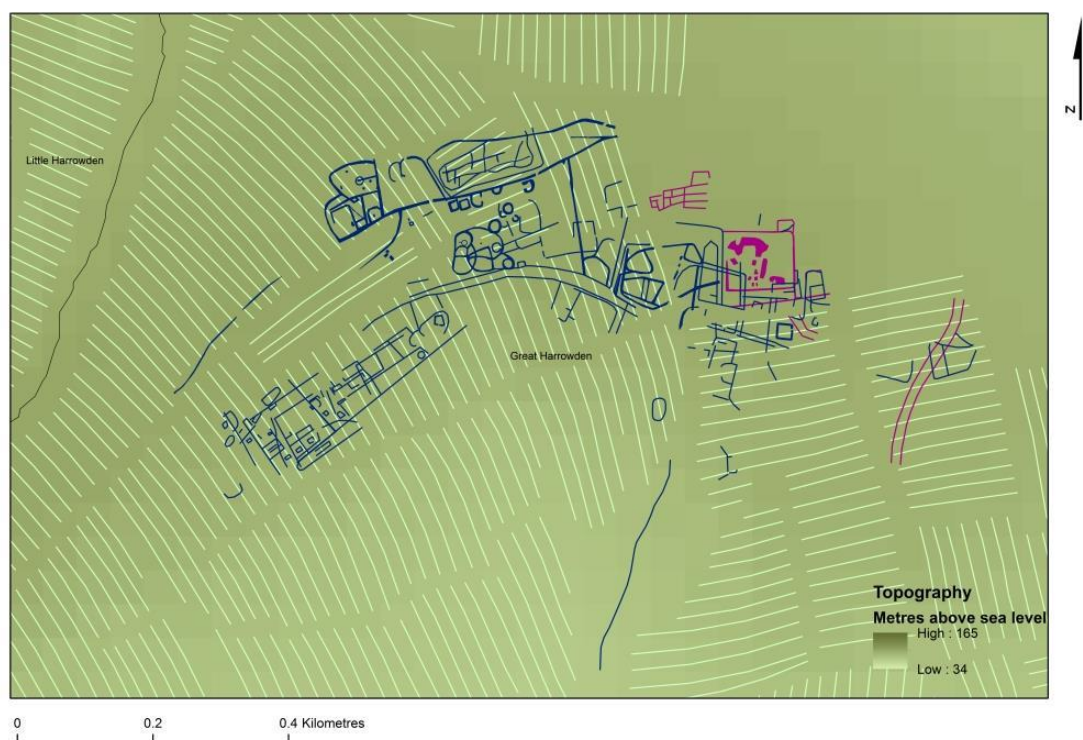 N
Little Harrowden
Great Harrowden
Topography
Metres above sea level
High : 165
Low : 34
0 0.2 0.4 Kilometres